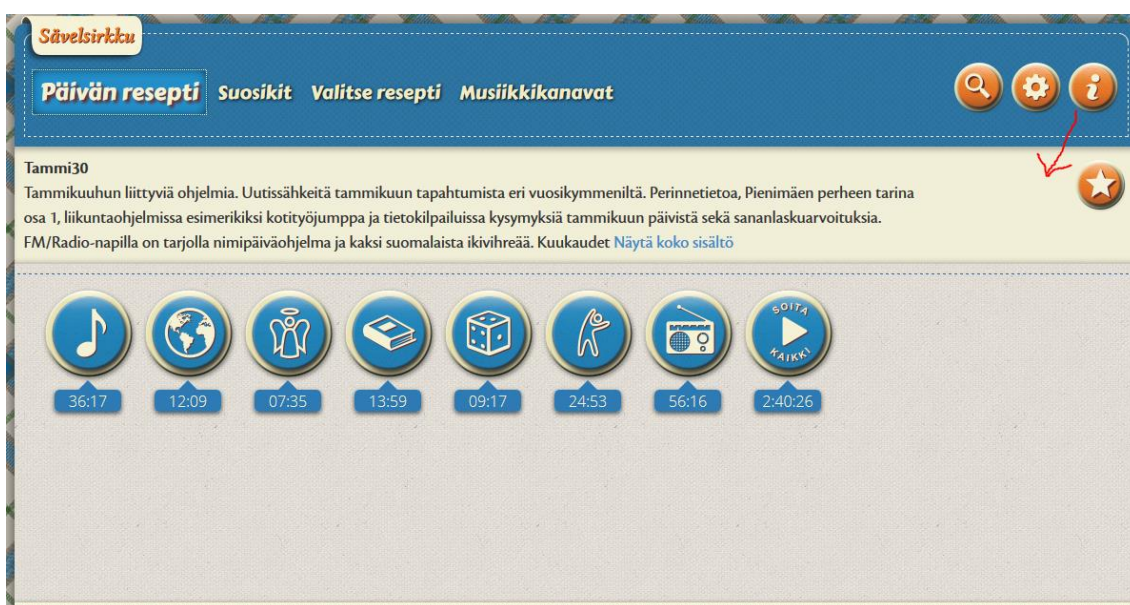 Sävelsirkku
Päivän resepti Suosikit Valitse resepti Musiikkikanavat
Tammi30
Tammikuuhun liittyviä ohjelmia. Uutissähkeitä tammikuun tapahtumista eri vuosikymmeniltä. Perinnetietoa, Pienimäen perheen tarina
osa 1, liikuntaohjelmissa esimerikiksi kotityöjumppa ja tietokilpailuissa kysymyksiä tammikuun päivistä sekä sananlaskuarvoituksia.
FM/Radio-napilla on tarjolla nimipäiväohjelma ja kaksi suomalaista ikivihreää. Kuukaudet Näytä koko sisältö
SOITA
KAIKKI
36:17 12:09 07:35 13:59 09:17 24:53 56:16 2:40:26